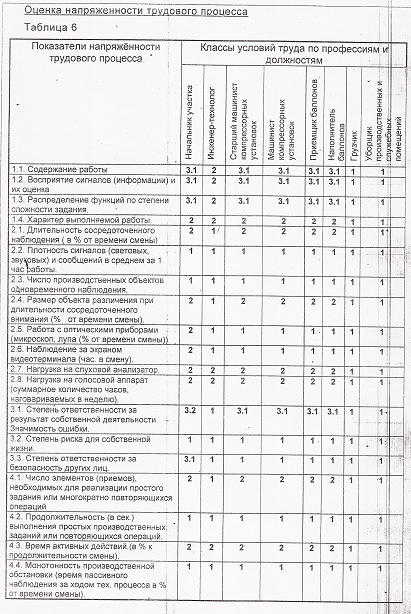 Оценка напряженности трудового процесса
Таблица 6
Показатели напряжённости трудового процесса
Классы условий труда по профессиям и должностям
Начальник участка
Инженер-технолог
Старший машинист компрессорных установок
Машинист компрессорных установок
Приемщик баллонов
Наполнитель баллонов
Грузчик
Уборщик производственных и служебных помещений
1.1. Содержание работы 3.1 2 3.1 3.1 3.1 3.1 1 1
1.2. Восприятие сигналов (информации) и 3.1 2 3.1 3.1 3.1 3.1 1 1
их оценка
1.3. Распределение функций по степени 3.1 2 3.1 3.1 3.1 3.1 1 1
сложности задания.
1.4. Характер выполняемой работы. 2 2 2 2 2 2 1 1
2.1. Длительность сосредоточенного 2 1 2 2 2 2 1 1
наблюдения ( в % от времени смены)
2.2. Плотность сигналов (световых, 1 1 1 1 1 1 1 1
звуковых) и сообщений в среднем за 1
час работы.
2.3. Число производственных объектов 1 1 1 1 1 1 1 1
одновременного наблюдения.
2.4. Размер объекта различения при 2 1 2 2 2 2 1 1
длительности сосредоточенного
внимания (% от времени смены).
2.5. Работа с оптическими приборами 2 1 1 1 1 1 1 1
(микроскоп, лупа (% от времени смены))
2.6. Наблюдение за экраном 2 1 1 1 1 1 1 1
видеотерминала (час. в смену).
2.7. Нагрузка на слуховой анализатор. 2 2 2 2 2 2 1 1
2.8. Нагрузка на голосовой аппарат 2 2 2 2 2 2 1 1
(суммарное количество часов,
наговариваемых в неделю).
3.1. Степень ответственности за 3.2 1 3.1 3.1 3.1 3.1 1 1
результат собственной деятельности.
Значимость ошибки.
3.2. Степень риска для собственной 1 1 1 1 1 1 1 1
жизни.
3.3. Степень ответственности за 3.1 1 1 1 1 1 1 1
безопасность других лиц.
4.1. Число элементов (приемов), 2 1 2 2 2 2 1 1
необходимых для реализации простого
задания или многократно повторяющихся
операций
4.2. Продолжительность (в сек.) 1 1 1 1 1 1 1 1
выполнения простых производственных
заданий или повторяющихся операций.
4.3. Время активных действий.(в % к 2 2 2 2 2 2 1 1
продолжительности смены).
4.4. Монотонность производственной 1 1 1 1 1 1 1 1
обстановки (время пассивного
наблюдения за ходом тех. процесса в %
от времени смены).